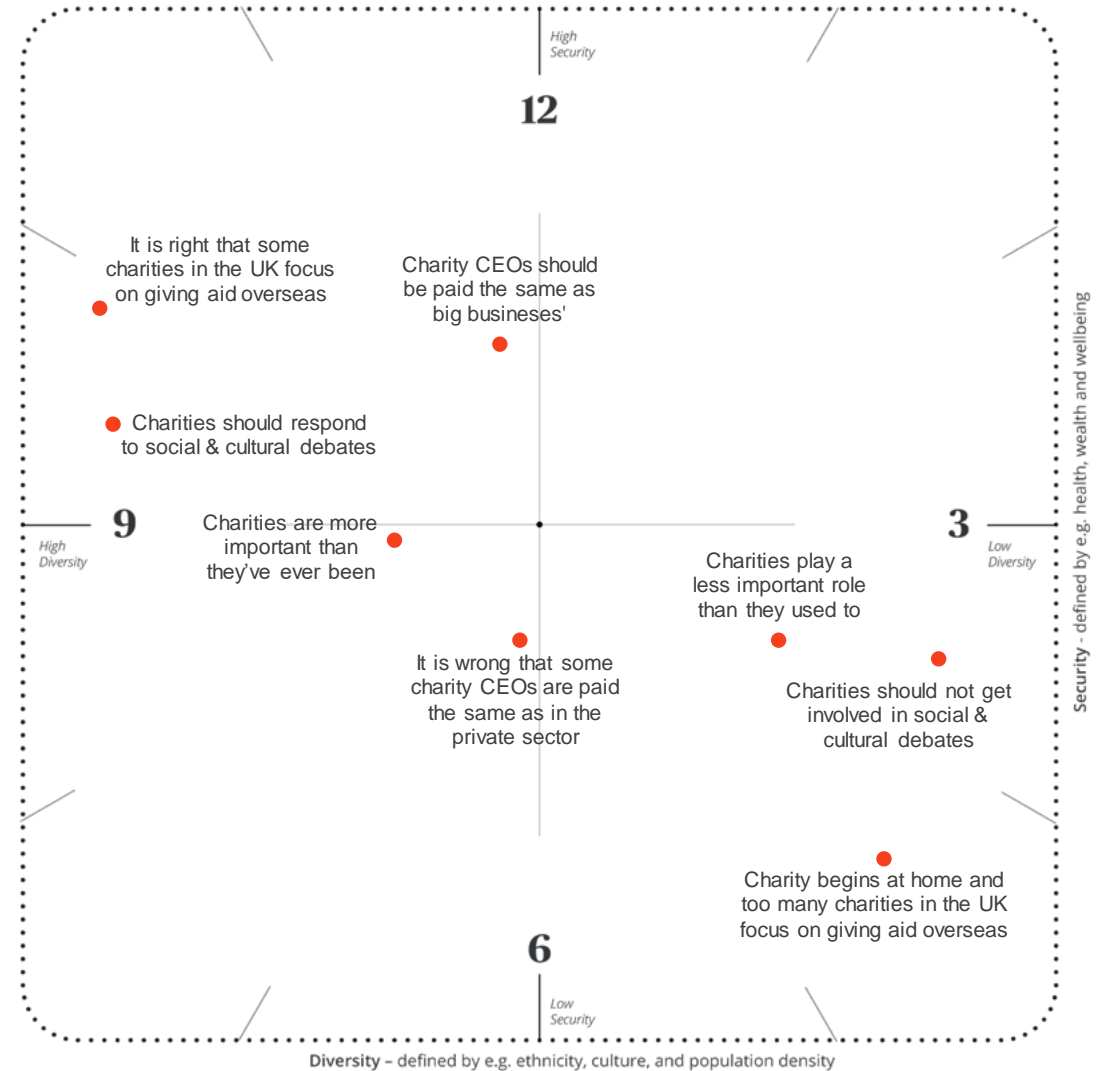 High
Security
12
It is right that some
charities in the UK focus
on giving aid overseas
Charity CEOs should
be paid the same as
big busineses'
Charities should respond
to social & cultural debates
9
High
Diversity
Charities are more
important than
they've ever been
3
Low
Diversity
Charities play a
less important role
than they used to
It is wrong that some
charity CEOs are paid
the same as in the
private sector
Charities should not get
involved in social &
cultural debates
Charity begins at home and
too many charities in the UK
focus on giving aid overseas
6
Low
Security
Security - defined by e.g. health, wealth and wellbeing
Diversity – defined by e.g. ethnicity, culture, and population density